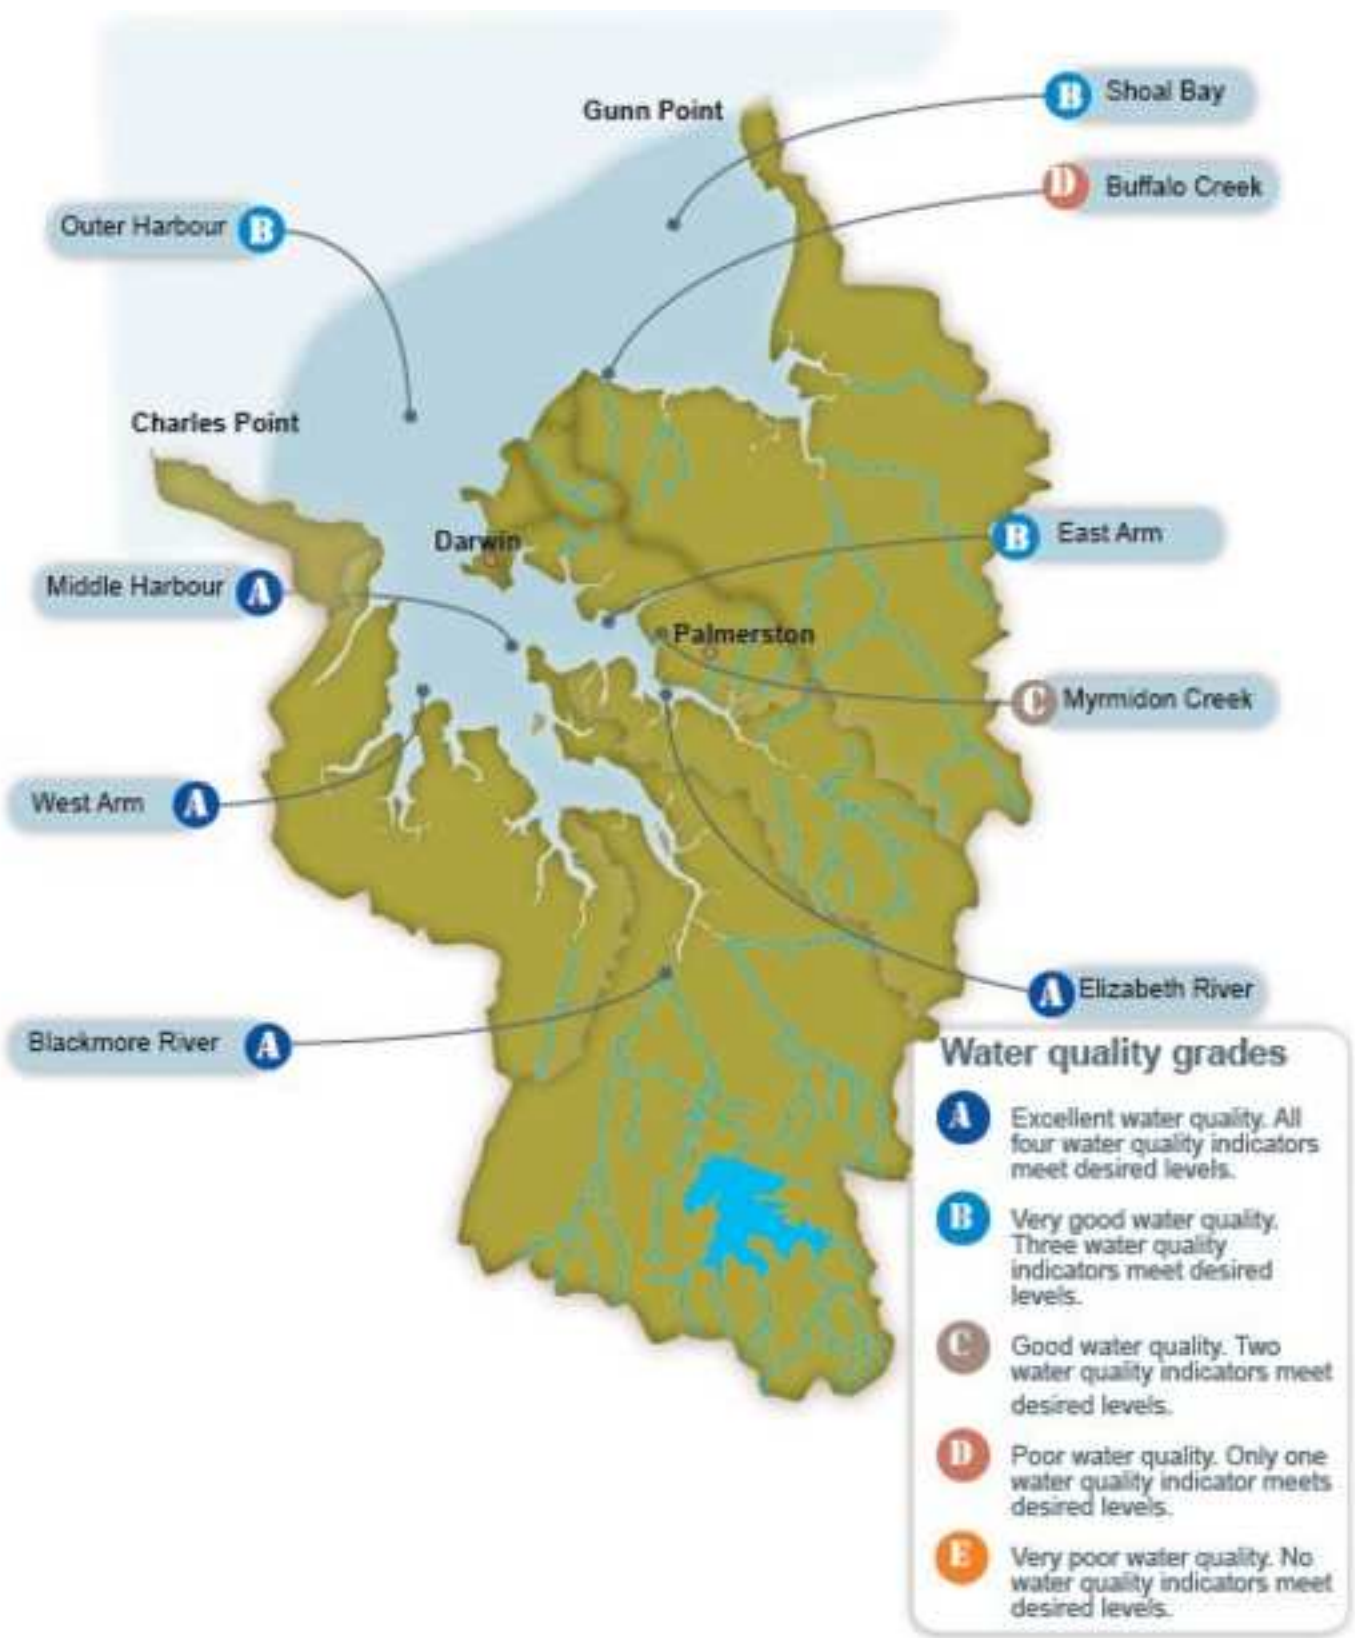 Gunn Point
B Shoal Bay
D Buffalo Creek
Outer Harbour B
Charles Point
Darwin
B East Arm
Middle Harbour A
Palmerston
C Myrmidon Creek
West Arm A
A Elizabeth River
Blackmore River A
Water quality grades
A Excellent water quality. All
four water quality indicators
meet desired levels.
B Very good water quality.
Three water quality
indicators meet desired
levels.
C Good water quality. Two
water quality indicators meet
desired levels.
D Poor water quality. Only one
water quality indicator meets
desired levels.
E Very poor water quality. No
water quality indicators meet
desired levels.